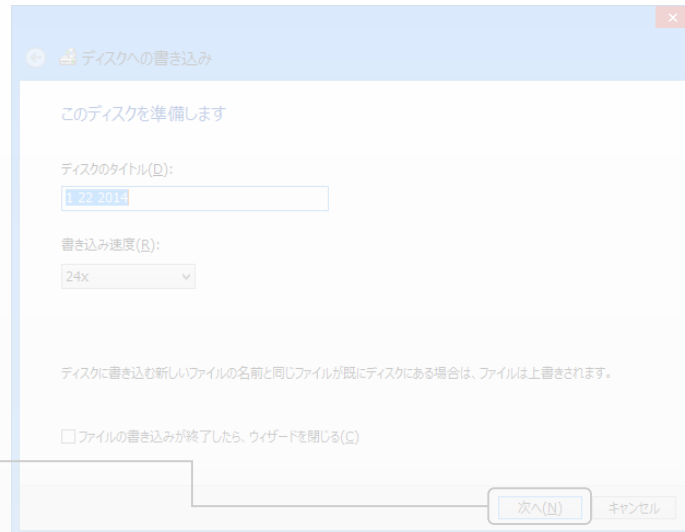 ディスクへの書き込み
このディスクを準備します
ディスクのタイトル(D):
1 22 2014
書き込み速度(R):
24x
ディスクに書き込む新しいファイルの名前と同じファイルが既にディスクにある場合は、ファイルは上書きされます。
ファイルの書き込みが終了したら、ウィザードを閉じる(C)
次へ(N) キャンセル